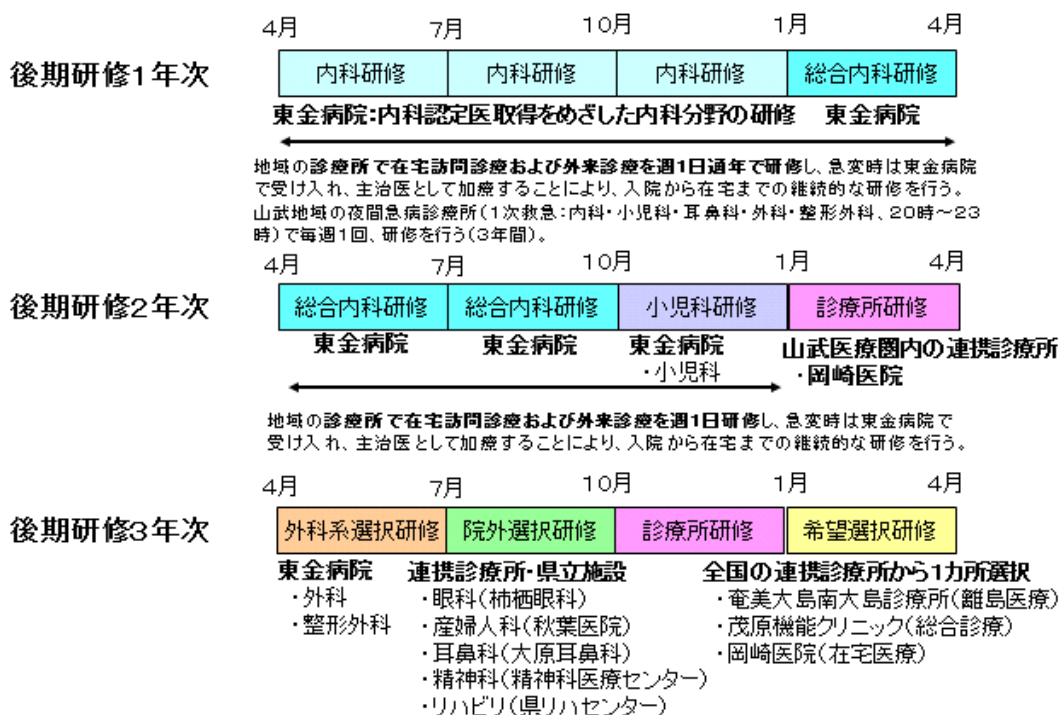 4月 7月 10月 1月 4月
後期研修1年次
内科研修 内科研修 内科研修 総合内科研修
東金病院:内科認定医取得をめざした内科分野の研修 東金病院
地域の診療所で在宅訪問診療および外来診療を週1日通年で研修し、急変時は東金病院
で受け入れ、主治医として加療することにより、入院から在宅までの継続的な研修を行う。
山武地域の夜間急病診療所(1次救急:内科・小児科・耳鼻科・外科・整形外科、20時～23
時)で毎週1回、研修を行う(3年間)。
4月 7月 10月 1月 4月
後期研修2年次
総合内科研修 総合内科研修 小児科研修 診療所研修
東金病院 東金病院 東金病院 山武医療圏内の連携診療所
・小児科 ・岡崎医院
地域の診療所で在宅訪問診療および外来診療を週1日研修し、急変時は東金病院で
受け入れ、主治医として加療することにより、入院から在宅までの継続的な研修を行う。
4月 7月 10月 1月 4月
後期研修3年次
外科系選択研修 院外選択研修 診療所研修 希望選択研修
東金病院 連携診療所・県立施設 全国の連携診療所から1カ所選択
・外科 ・眼科(柿栖眼科) ・奄美大島南大島診療所(離島医療)
・整形外科 ・産婦人科(秋葉医院) ・茂原機能クリニック(総合診療)
・耳鼻科(大原耳鼻科) ・岡崎医院(在宅医療)
・精神科(精神科医療センター)
・リハビリ(県リハセンター)